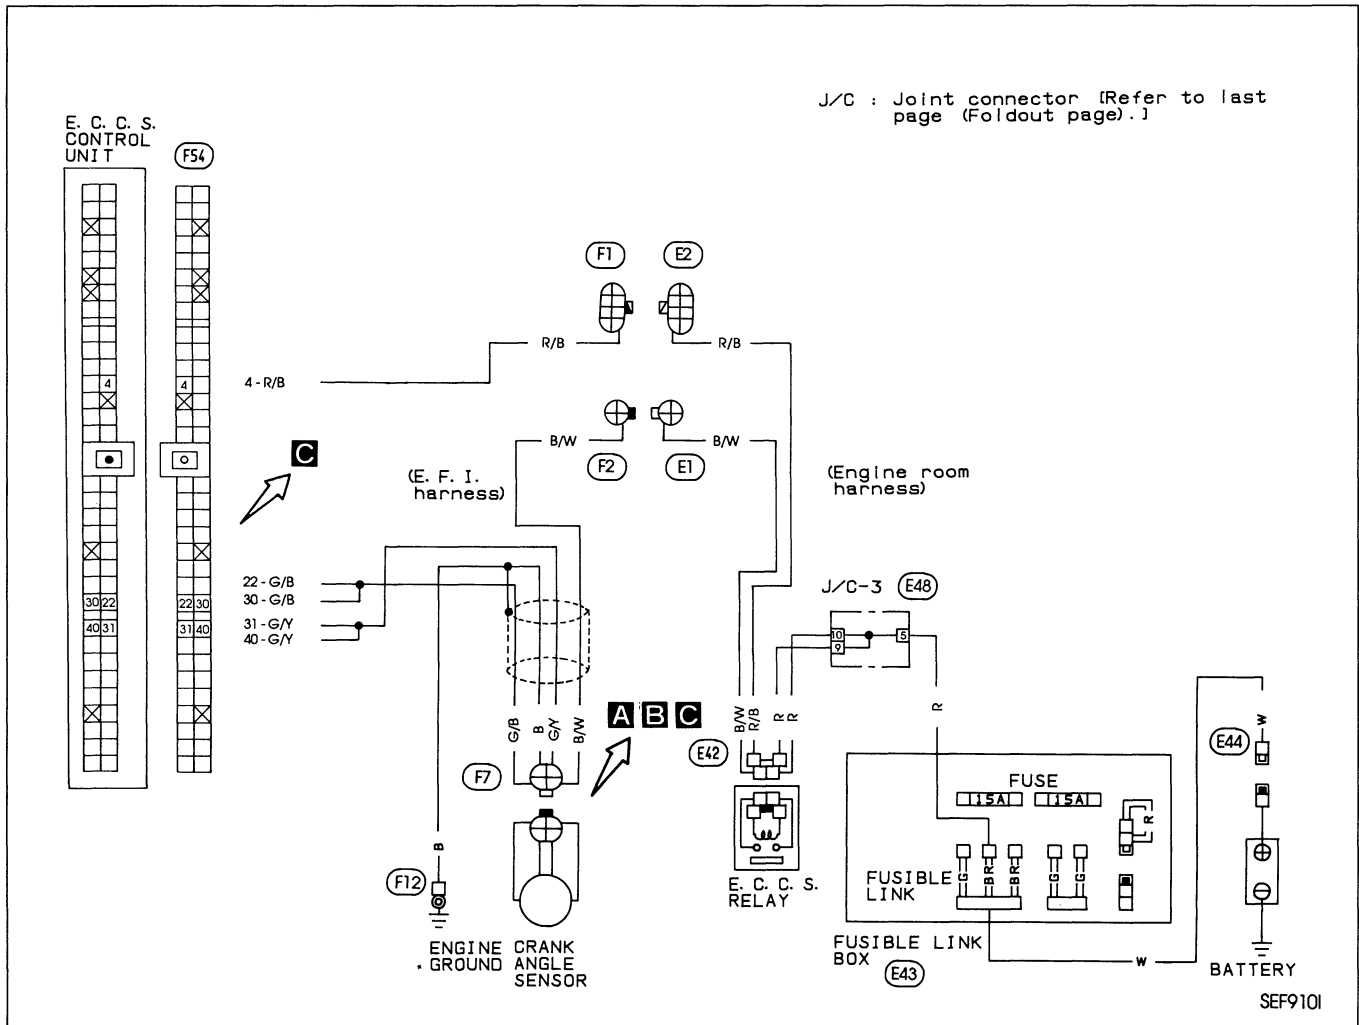 J/C : Joint connector [Refer to last
page (Foldout page).]
E. C. C. S.
CONTROL
UNIT
F54
F1
E2
R/B
R/B
4
4
4 - R/B
B/W
B/W
F2
E1
C
(E. F. I.
harness)
(Engine room
harness)
22 - G/B
30 - G/B
31 - G/Y
40 - G/Y
30 22
22 30
40 31
31 40
J/C-3
E48
10
9
5
G/B
B
G/Y
B/W
A B C
B/W
R/B
R
R
R
E42
F7
W
E44
FUSE
15A
15A
R
B
F12
G
BR
BR
G
G
FUSIBLE
LINK
E. C. C. S.
RELAY
ENGINE
GROUND
CRANK
ANGLE
SENSOR
FUSIBLE LINK
BOX
E43
W
BATTERY
SEF910I